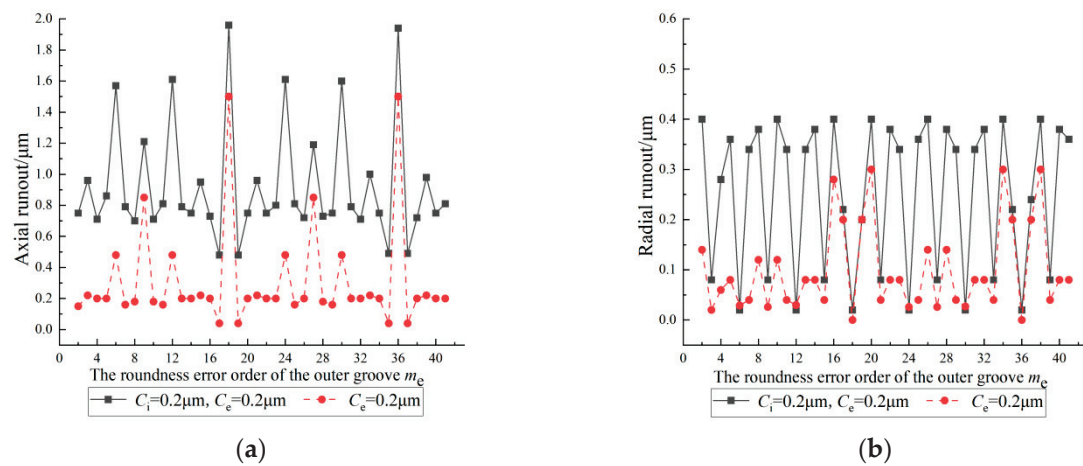 2.0
1.8
1.6
1.4
1.2
1.0
0.8
0.6
0.4
0.2
0.0
Axial runout/μm
0 4 8 12 16 20 24 28 32 36 40
The roundness error order of the outer groove me
Ci=0.2μm, Ce=0.2μm Ce=0.2μm
(a)
0.6
0.5
0.4
0.3
0.2
0.1
0.0
Radial runout/μm
0 4 8 12 16 20 24 28 32 36 40
The roundness error order of the outer groove me
Ci=0.2μm, Ce=0.2μm Ce=0.2μm
(b)